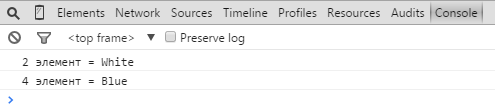 Elements Network Sources Timeline Profiles Resources Audits Console
<top frame> ▼ Preserve log
2 элемент = White
4 элемент = Blue
>